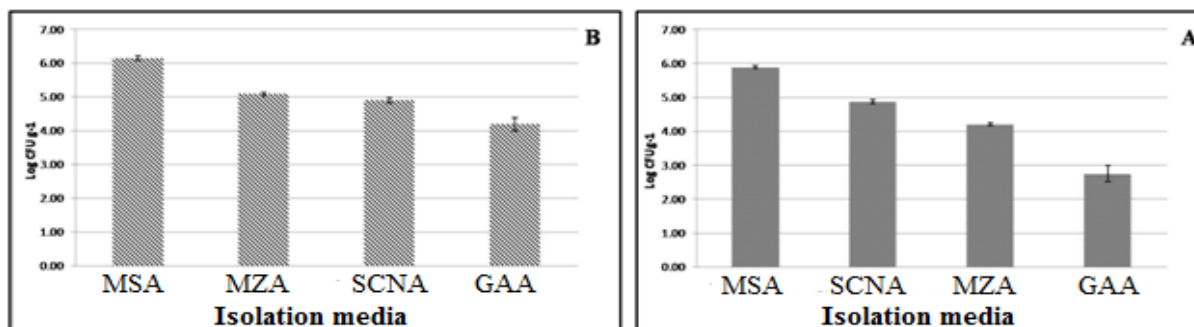 7.00
B
6.00
5.00
4.00
3.00
2.00
1.00
0.00
Log CFU g-1
MSA MZA SCNA GAA
Isolation media
7.00
A
6.00
5.00
4.00
3.00
2.00
1.00
0.00
Log CFU g-1
MSA SCNA MZA GAA
Isolation media